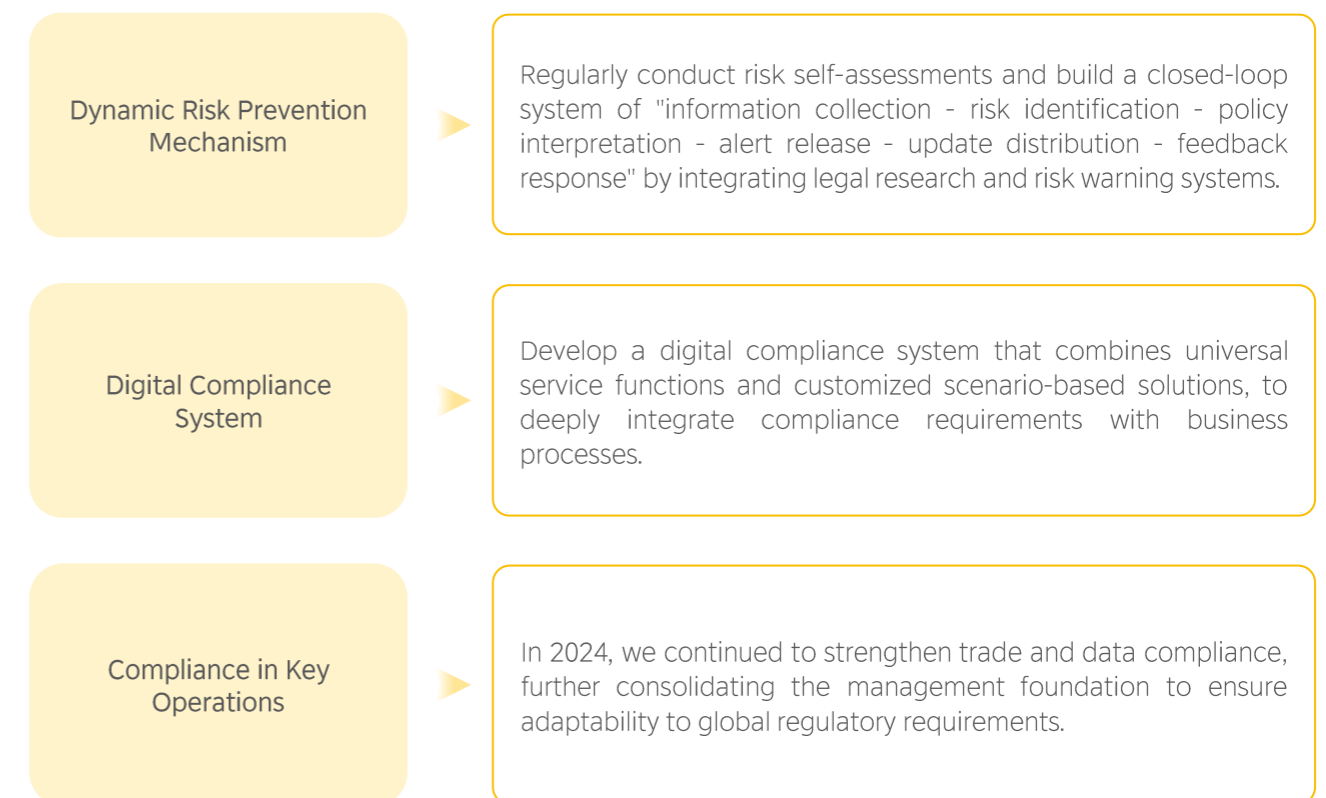 Dynamic Risk Prevention
Mechanism
Regularly conduct risk self-assessments and build a closed-loop
system of "information collection - risk identification - policy
interpretation - alert release - update distribution - feedback
response" by integrating legal research and risk warning systems.
Digital Compliance
System
Develop a digital compliance system that combines universal
service functions and customized scenario-based solutions, to
deeply integrate compliance requirements with business
processes.
Compliance in Key
Operations
In 2024, we continued to strengthen trade and data compliance,
further consolidating the management foundation to ensure
adaptability to global regulatory requirements.